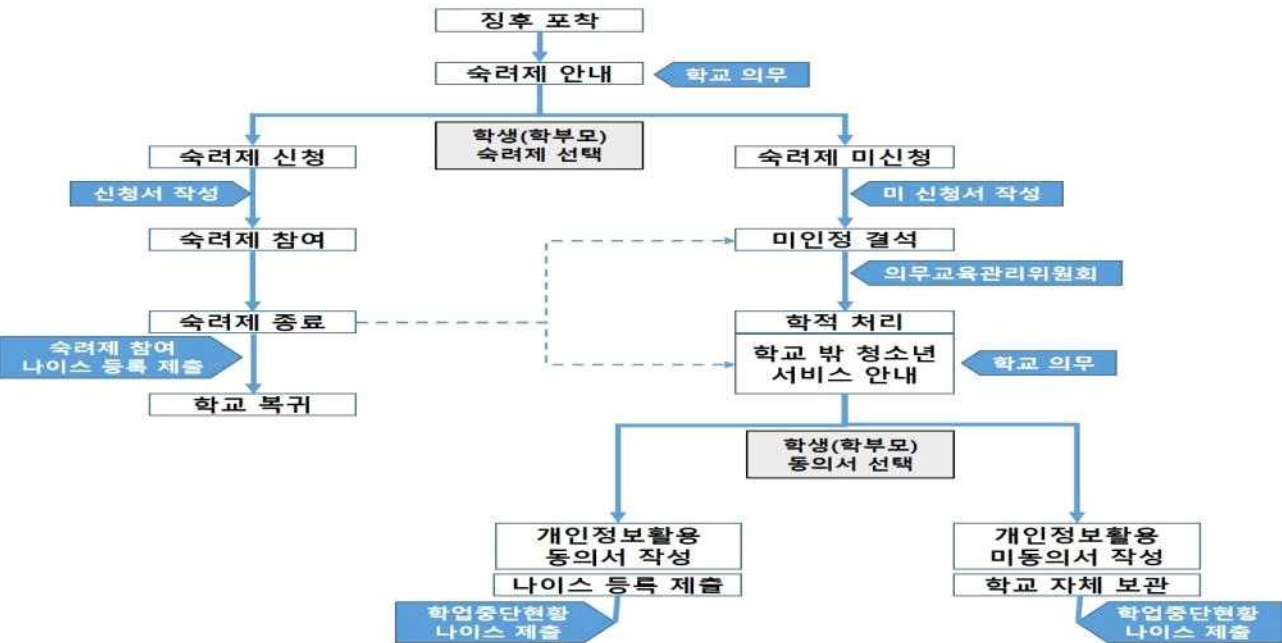 징후 포착
숙려제 안내
학교 의무
학생(학부모)
숙려제 선택
숙려제 신청
숙려제 미신청
신청서 작성
미 신청서 작성
숙려제 참여
미인정 결석
의무교육관리위원회
숙려제 종료
학적 처리
숙려제 참여
나이스 등록 제출
학교 밖 청소년
서비스 안내
학교 의무
학교 복귀
학생(학부모)
동의서 선택
개인정보활용
동의서 작성
나이스 등록 제출
개인정보활용
미동의서 작성
학교 자체 보관
학업중단현황
나이스 제출
학업중단현황
나이스 제출